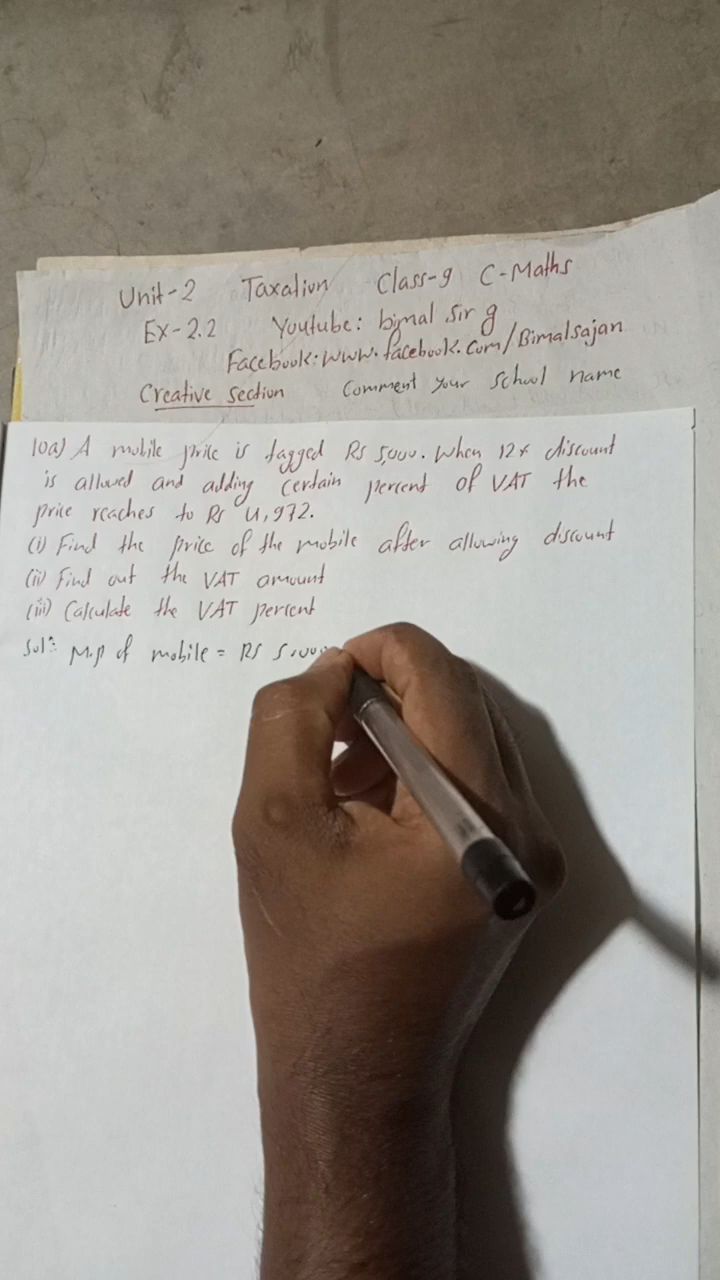 Unit-2 Taxation Class-9 C-Maths
Ex-2.2 Youtube: bimal sir g
Facebook: www.facebook.com/Bimalsajan
Creative section Comment your school name
10a) A mobile price is tagged Rs 5,000. When 12% discount
is allowed and adding certain percent of VAT the
price reaches to Rs 4,972.
(i) Find the price of the mobile after allowing discount
(ii) Find out the VAT amount
(iii) Calculate the VAT percent
Solⁿ: M.P of mobile = RS 5,000